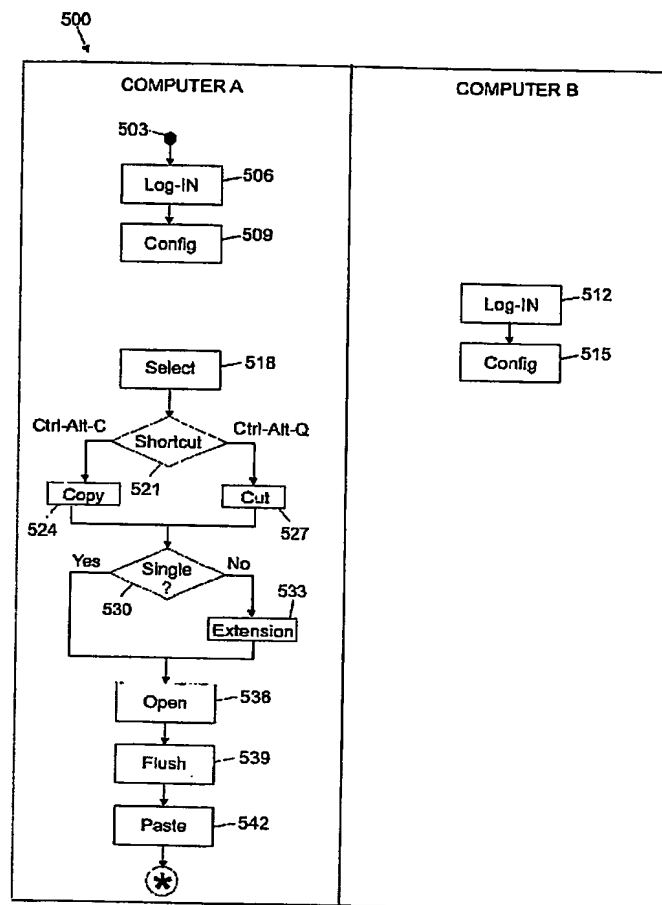 500
COMPUTER A
COMPUTER B
503
Log-IN
506
Config
509
Log-IN
512
Config
515
Select
518
Ctrl-Alt-C
Shortcut
Ctrl-Alt-Q
521
Copy
524
Cut
527
Yes
Single
?
No
530
533
Extension
Open
536
Flush
539
Paste
542
*